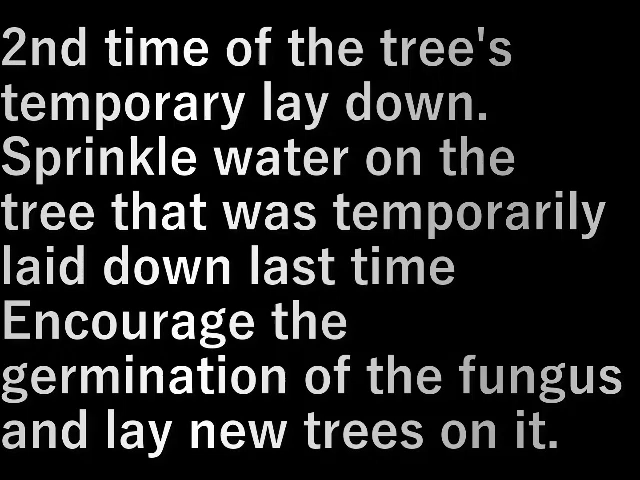 2nd time of the tree's
temporary lay down.
Sprinkle water on the
tree that was temporarily
laid down last time
Encourage the
germination of the fungus
and lay new trees on it.